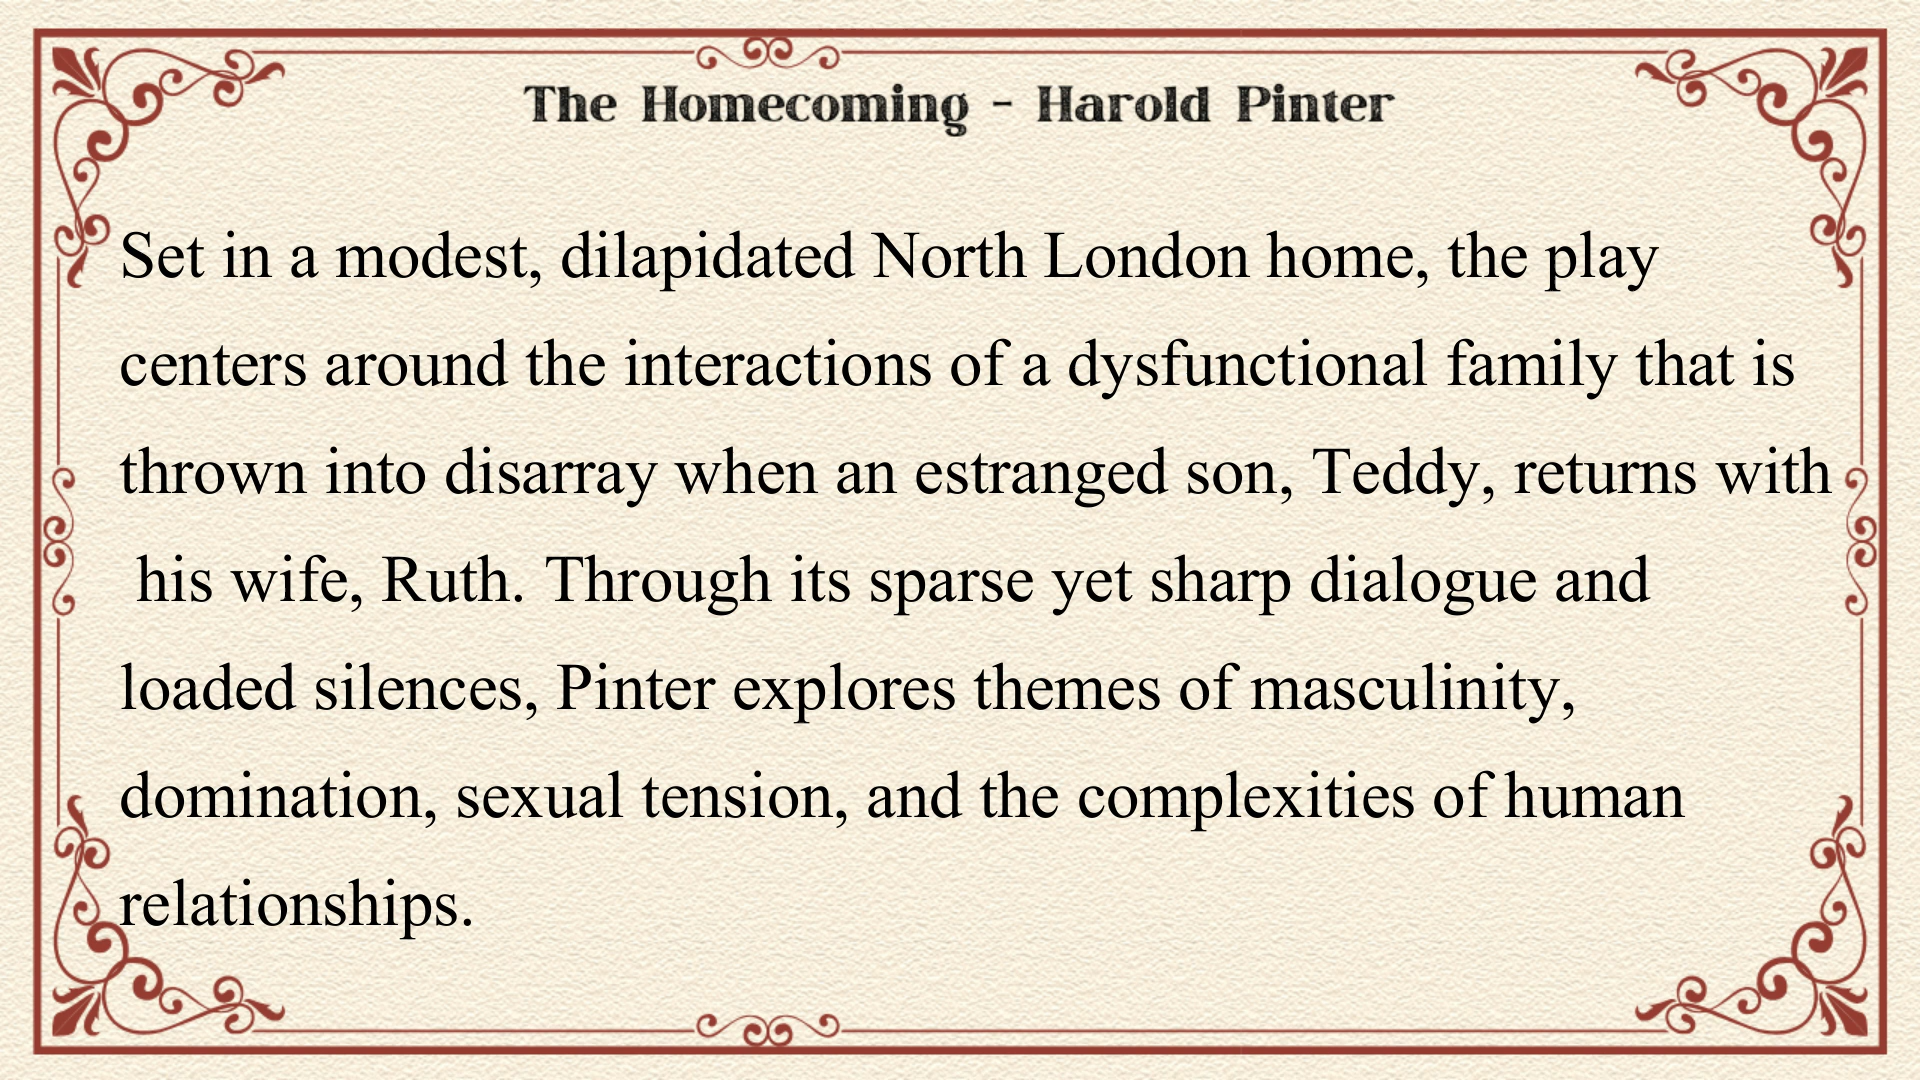 The Homecoming - Harold Pinter
Set in a modest, dilapidated North London home, the play
centers around the interactions of a dysfunctional family that is
thrown into disarray when an estranged son, Teddy, returns with
his wife, Ruth. Through its sparse yet sharp dialogue and
loaded silences, Pinter explores themes of masculinity,
domination, sexual tension, and the complexities of human
relationships.